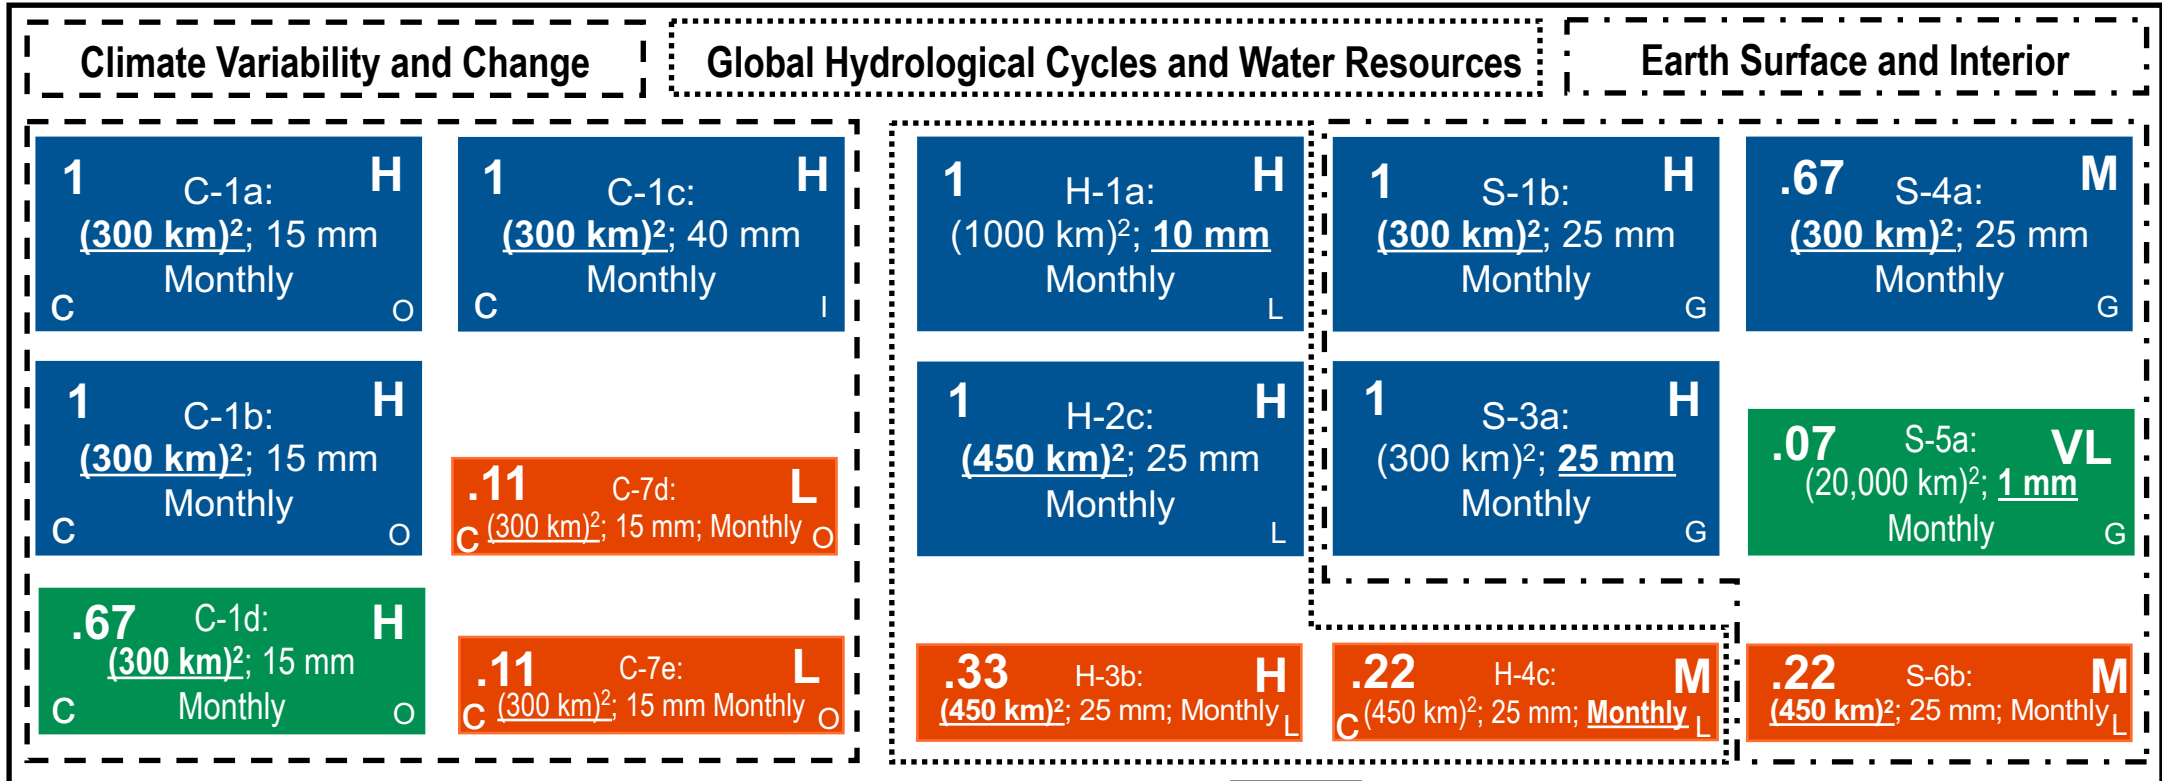 Climate Variability and Change
Global Hydrological Cycles and Water Resources
Earth Surface and Interior
1 H
C-1a:
(300 km)²; 15 mm
Monthly
C O
1 H
C-1c:
(300 km)²; 40 mm
Monthly
C I
1 H
H-1a:
(1000 km)²; 10 mm
Monthly
L
1 H
S-1b:
(300 km)²; 25 mm
Monthly
G
.67 M
S-4a:
(300 km)²; 25 mm
Monthly
G
1 H
C-1b:
(300 km)²; 15 mm
Monthly
C O
.11 C-7d: L
C (300 km)²; 15 mm; Monthly O
1 H
H-2c:
(450 km)²; 25 mm
Monthly
L
1 H
S-3a:
(300 km)²; 25 mm
Monthly
G
.07 S-5a: VL
(20,000 km)²; 1 mm
Monthly
G
.67 C-1d: H
(300 km)²; 15 mm
Monthly
C O
.11 C-7e: L
C (300 km)²; 15 mm Monthly O
.33 H-3b: H
(450 km)²; 25 mm; Monthly L
.22 H-4c: M
C (450 km)²; 25 mm; Monthly L
.22 S-6b: M
(450 km)²; 25 mm; Monthly L